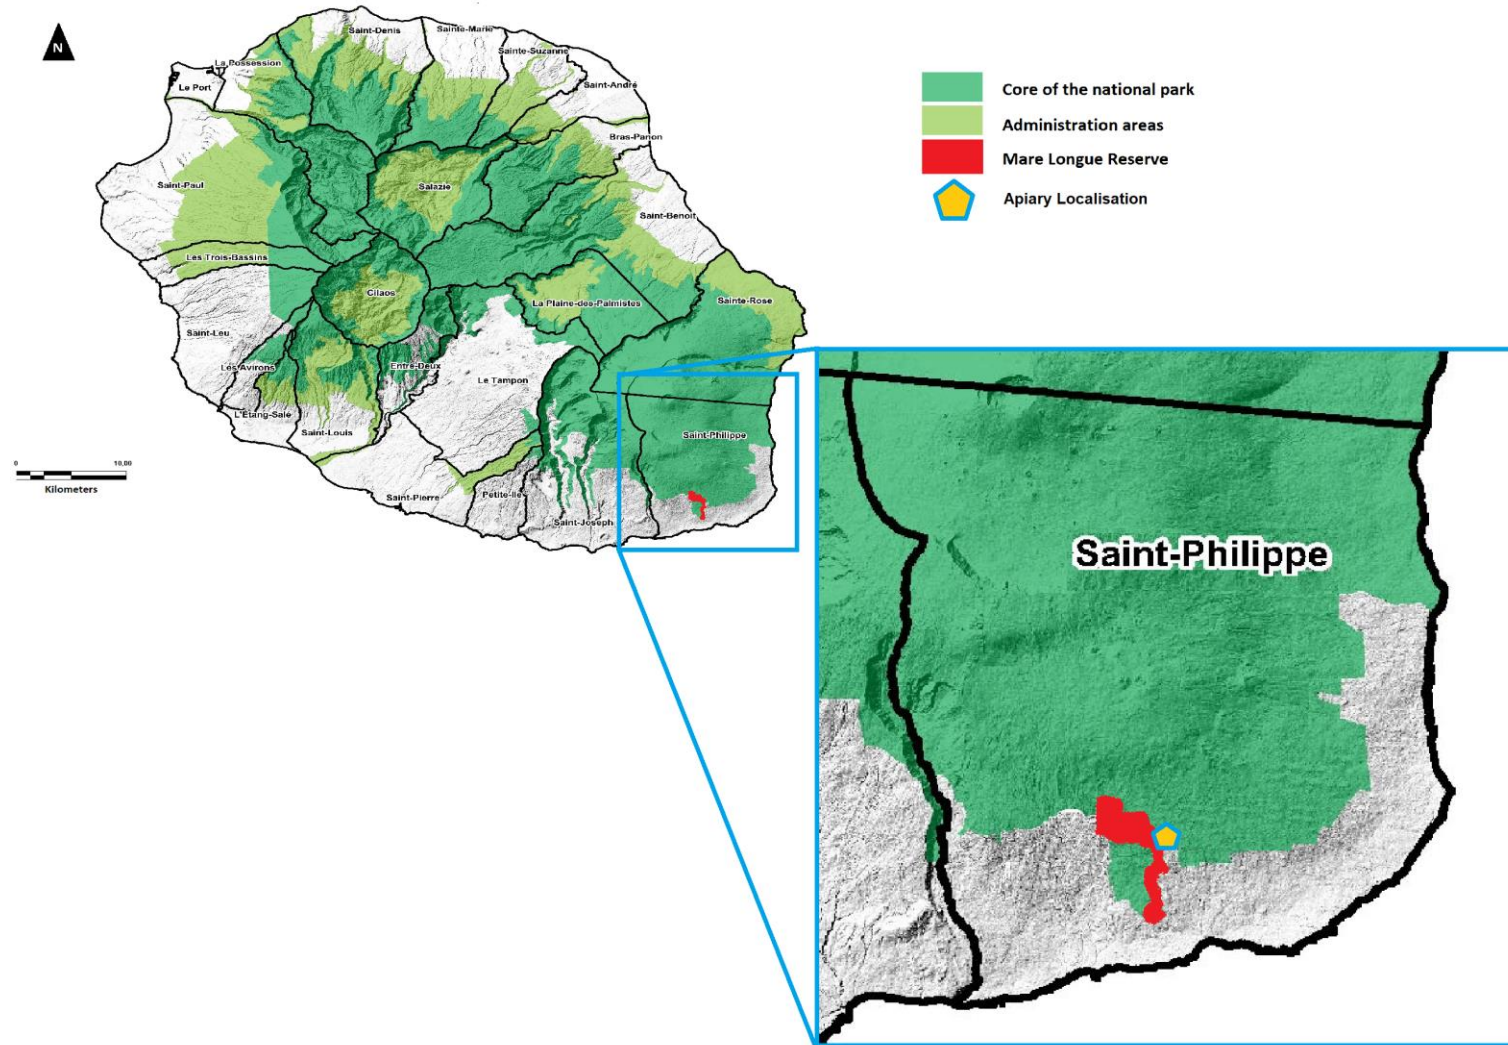 N
Saint-Denis
Sainte-Marie
Sainte-Suzanne
La Possession
Le Port
Saint-André
Bras-Panon
Saint-Paul
Salazie
Saint-Benoit
Les Trois-Bassins
Cilaos
La Plaine-des-Palmistes
Sainte-Rose
Saint-Leu
Les Avirons
Entre-Deux
Le Tampon
L'Etang-Salé
Saint-Louis
Saint-Philippe
Saint-Pierre
Petite-Ile
Saint-Joseph
0 10,00
Kilometers
Core of the national park
Administration areas
Mare Longue Reserve
Apiary Localisation
Saint-Philippe